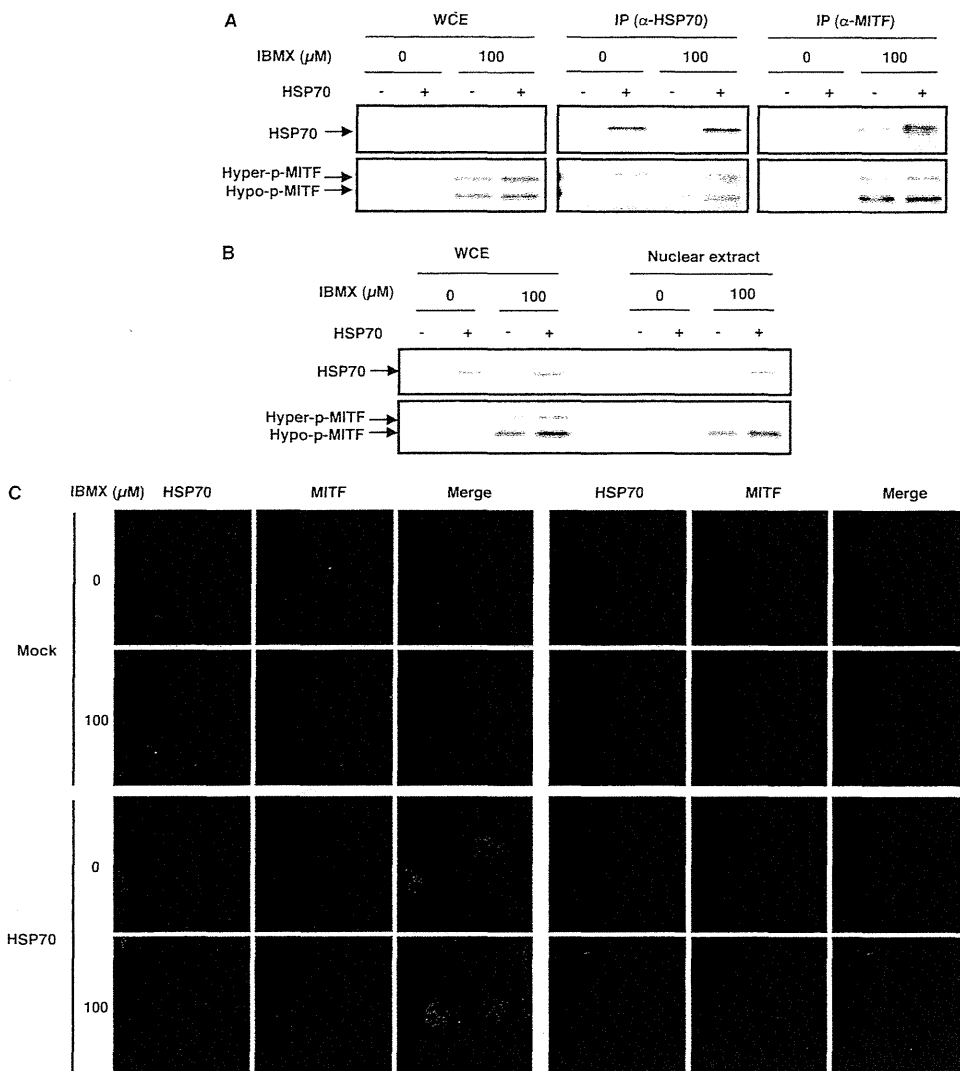 A
WCE IP (α-HSP70) IP (α-MITF)
IBMX (μM) 0 100 0 100 0 100
HSP70 - + - + - + - + - + - +
HSP70
Hyper-p-MITF
Hypo-p-MITF
B
WCE Nuclear extract
IBMX (μM) 0 100 0 100
HSP70 - + - + - + - +
HSP70
Hyper-p-MITF
Hypo-p-MITF
C IBMX (μM) HSP70 MITF Merge HSP70 MITF Merge
0
Mock
100
0
HSP70
100